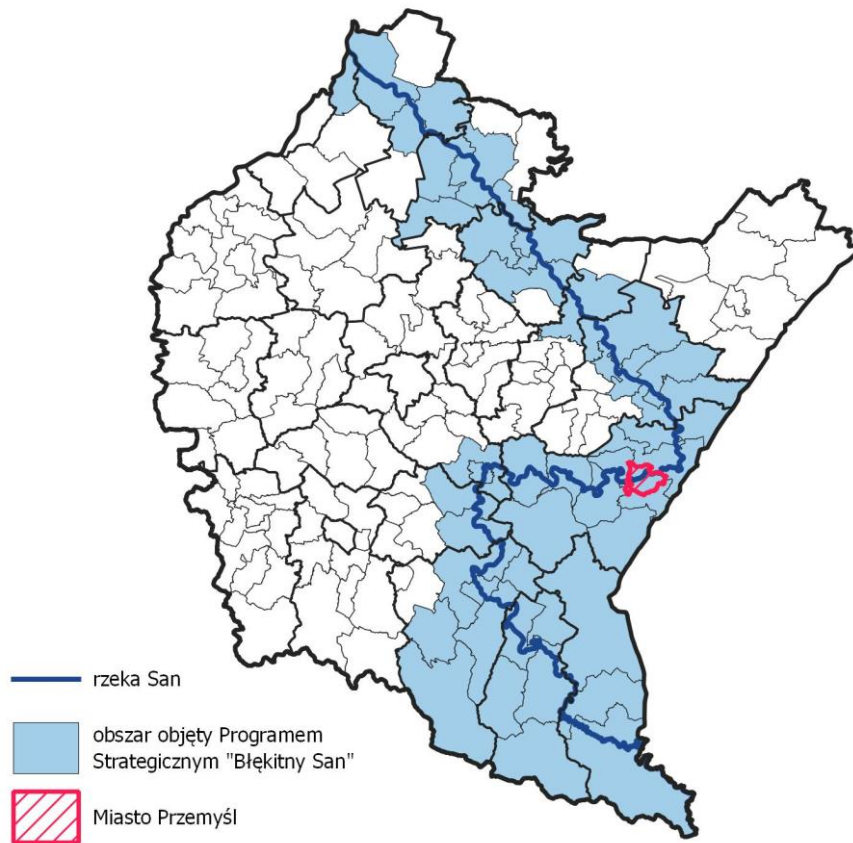 rzeka San
obszar objęty Programem
Strategicznym "Błękitny San"
Miasto Przemyśl